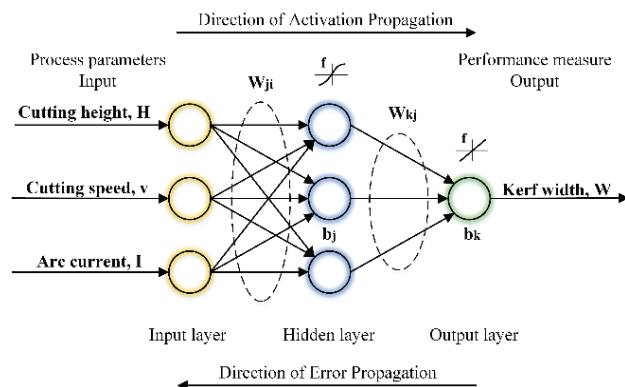 Direction of Activation Propagation
Process parameters
Input
Performance measure
Output
f
Wji
Wkj
Cutting height, H
f
Cutting speed, v
Kerf width, W
bj
bk
Arc current, I
Input layer
Hidden layer
Output layer
Direction of Error Propagation